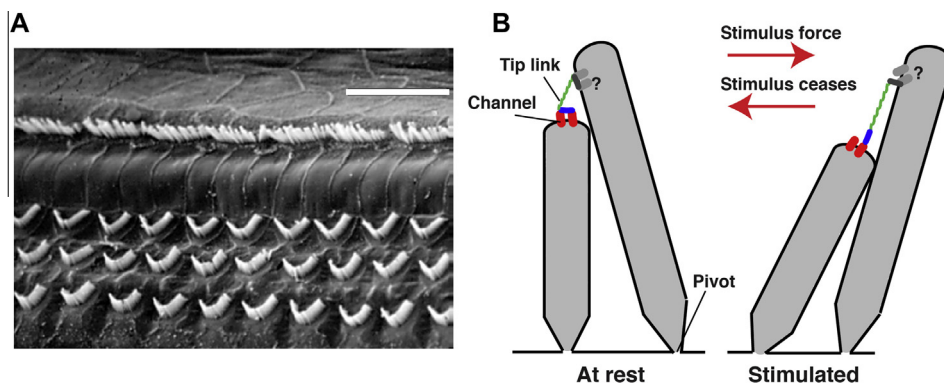 A
B
Stimulus force
Tip link
?
?
Stimulus ceases
Channel
Pivot
At rest
Stimulated